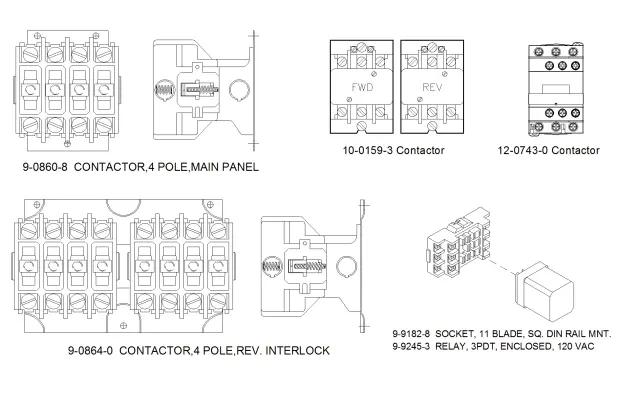 FWD
REV
10-0159-3 Contactor
12-0743-0 Contactor
9-0860-8 CONTACTOR,4 POLE,MAIN PANEL
9-9182-8 SOCKET, 11 BLADE, SQ. DIN RAIL MNT.
9-9245-3 RELAY, 3PDT, ENCLOSED, 120 VAC
9-0864-0 CONTACTOR,4 POLE,REV. INTERLOCK